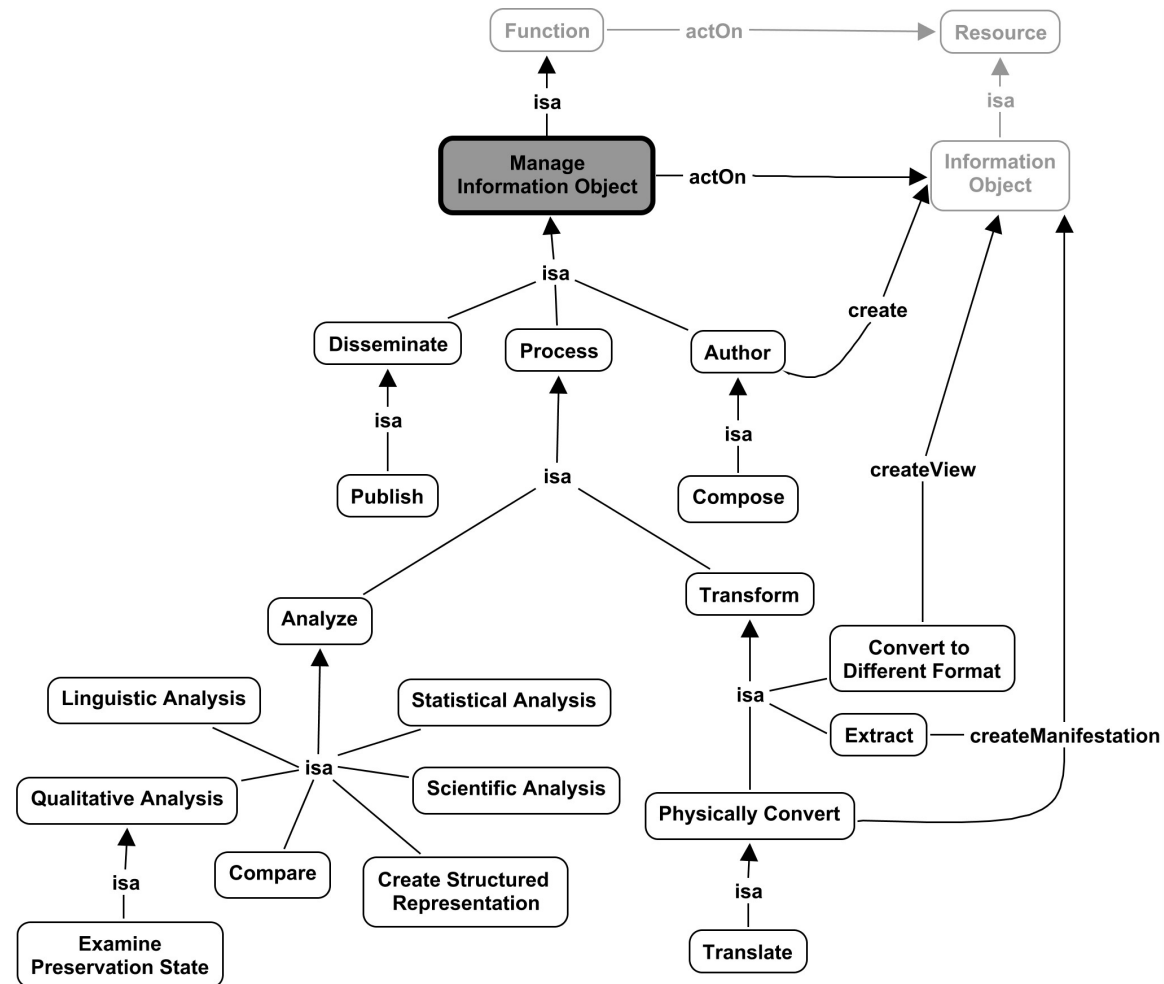 Function
actOn
Resource
isa
isa
Manage
Information Object
actOn
Information
Object
isa
create
Disseminate
Process
Author
isa
isa
createView
isa
Publish
Compose
Analyze
Transform
Convert to
Different Format
Linguistic Analysis
Statistical Analysis
isa
Extract
createManifestation
isa
Qualitative Analysis
Scientific Analysis
Physically Convert
Compare
Create Structured
Representation
isa
isa
Examine
Preservation State
Translate